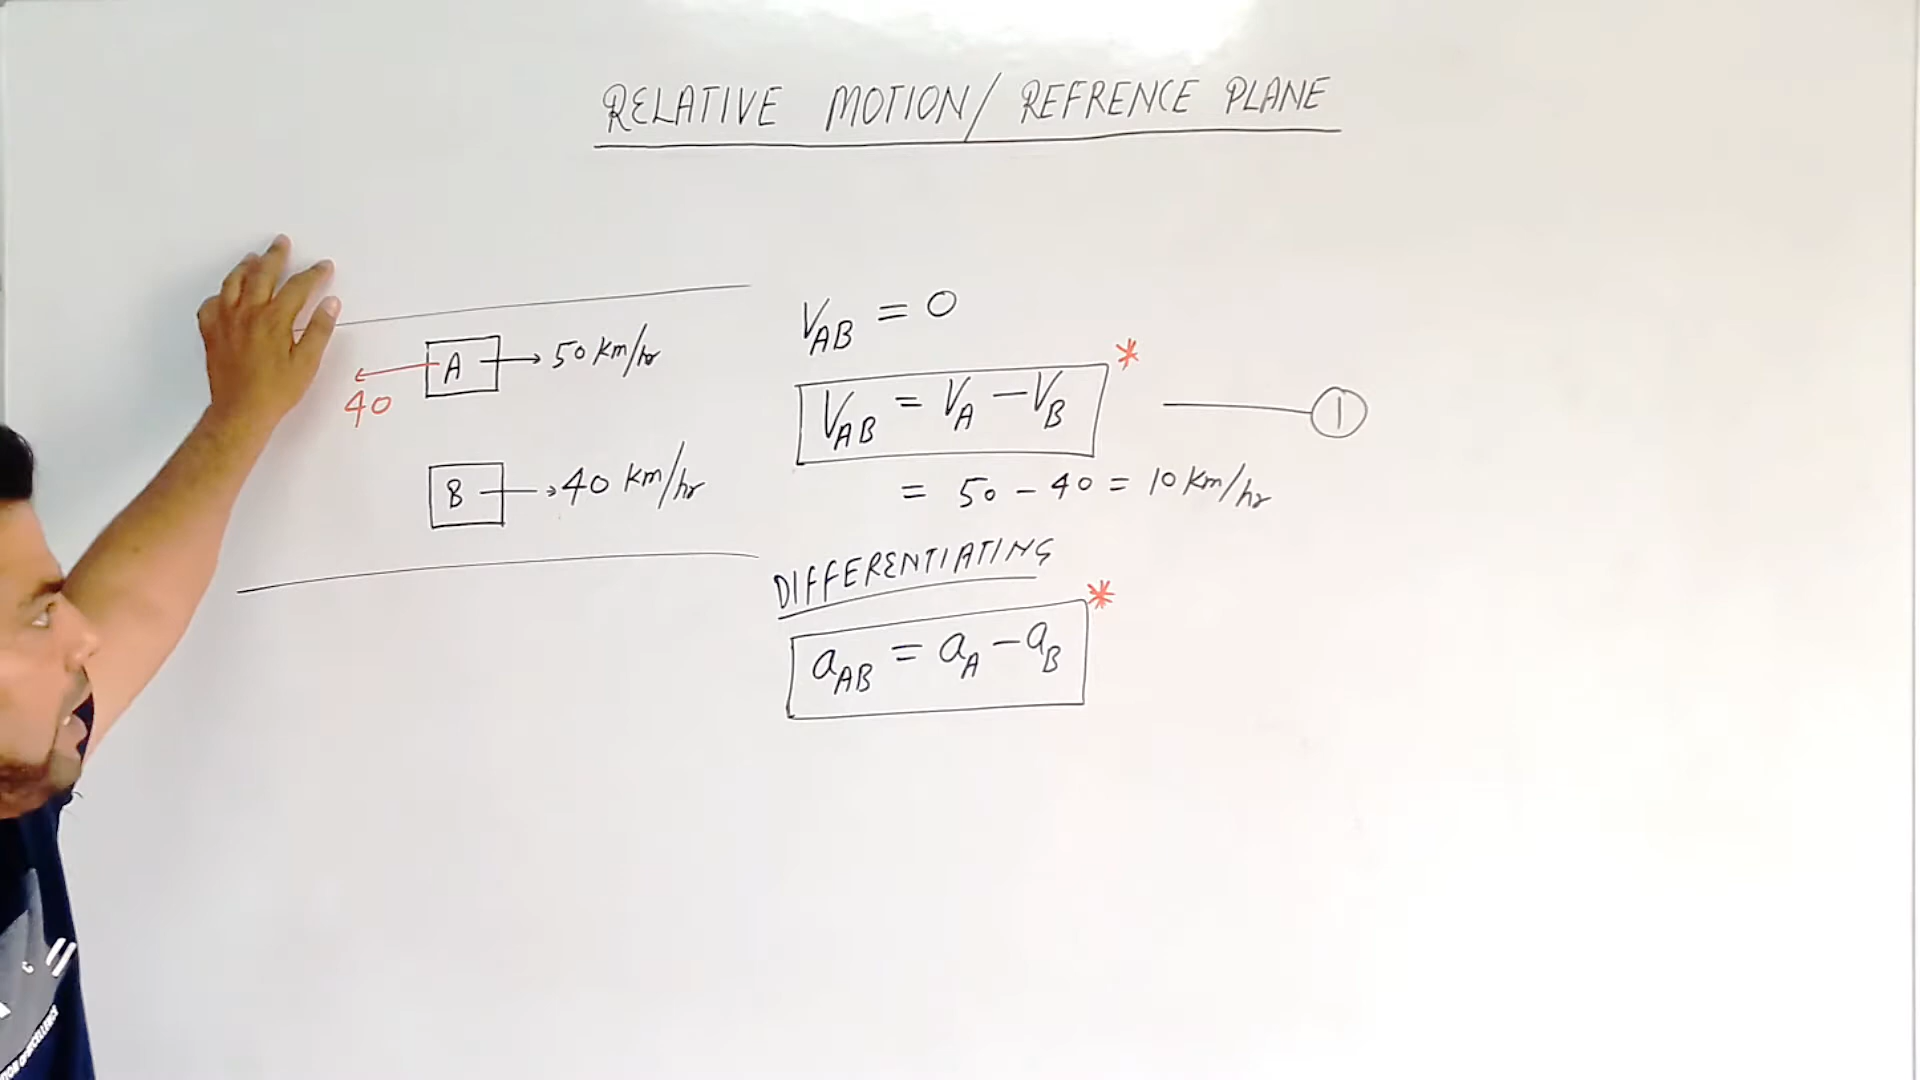 RELATIVE MOTION/ REFRENCE PLANE
A → 50 Km/hr
40
B → 40 Km/hr
V_AB = 0
V_AB = V_A - V_B *
1
= 50 - 40 = 10 Km/hr
DIFFERENTIATING
a_AB = a_A - a_B *